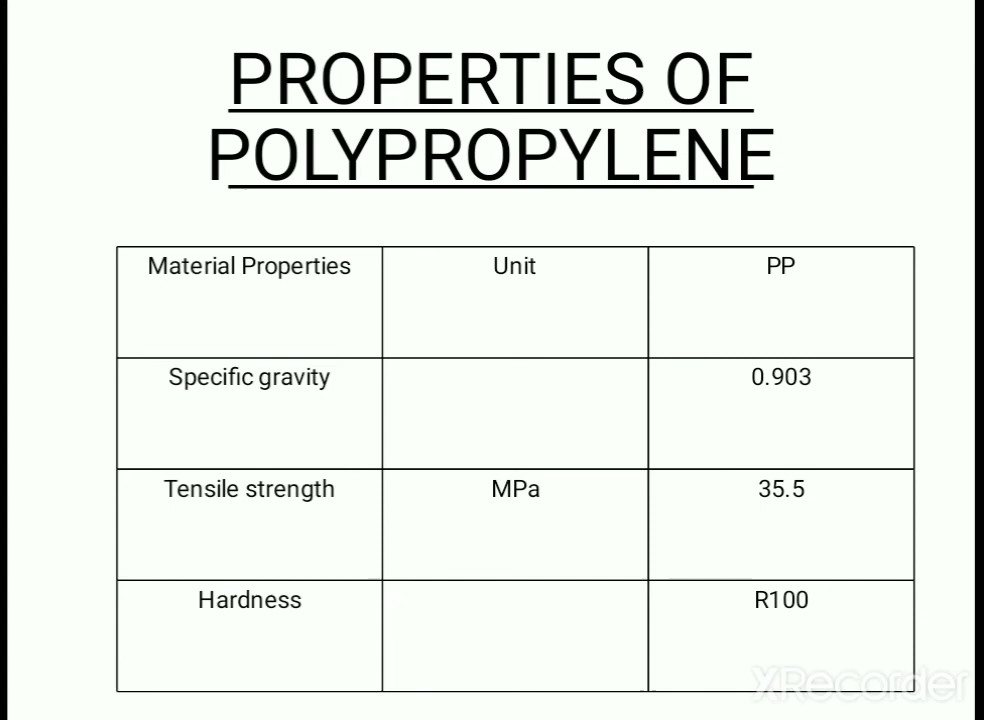 PROPERTIES OF
POLYPROPYLENE
Material Properties Unit PP
Specific gravity 0.903
Tensile strength MPa 35.5
Hardness R100
XRecorder